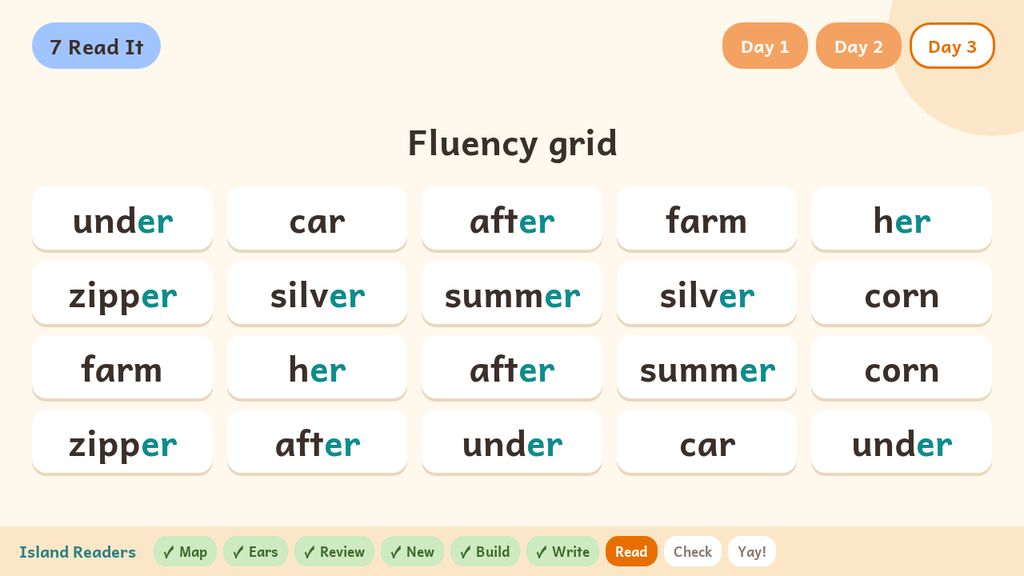 7 Read It
Day 1 Day 2 Day 3
Fluency grid
under car after farm her
zipper silver summer silver corn
farm her after summer corn
zipper after under car under
Island Readers ✓ Map ✓ Ears ✓ Review ✓ New ✓ Build ✓ Write Read Check Yay!